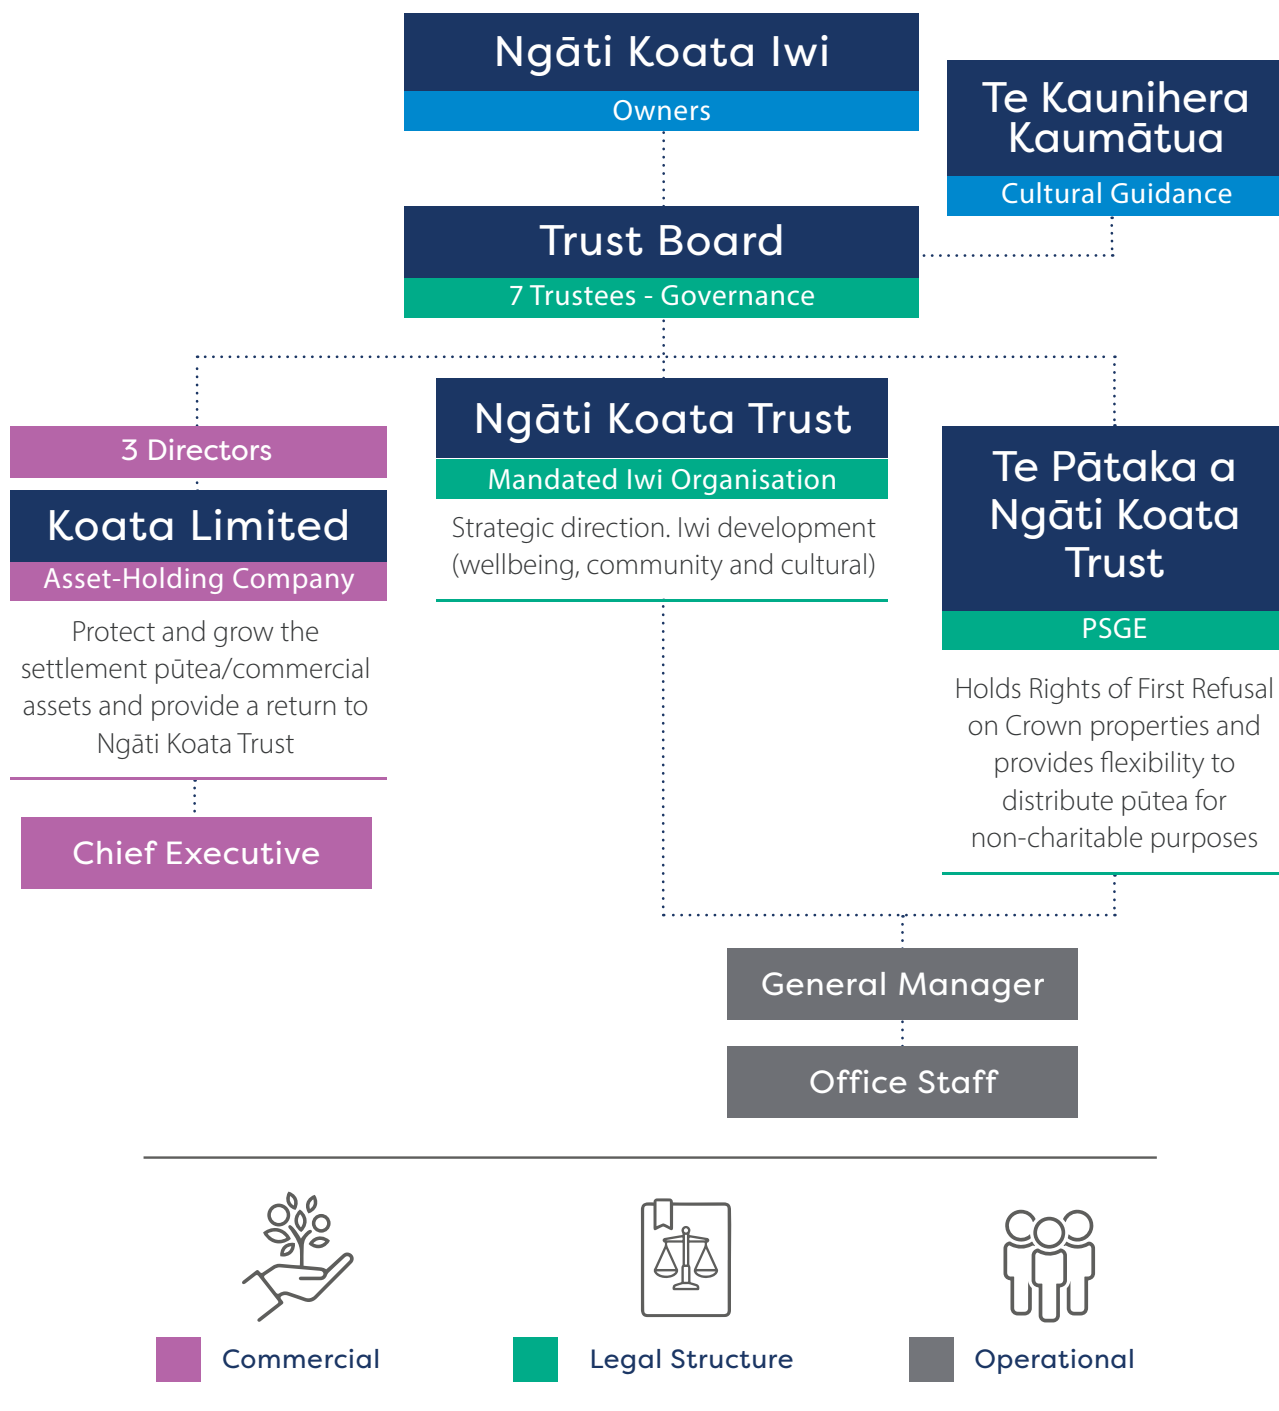 Ngāti Koata Iwi
Owners
Te Kaunihera
Kaumātua
Cultural Guidance
Trust Board
7 Trustees - Governance
3 Directors
Koata Limited
Asset-Holding Company
Protect and grow the
settlement pūtea/commercial
assets and provide a return to
Ngāti Koata Trust
Chief Executive
Ngāti Koata Trust
Mandated Iwi Organisation
Strategic direction. Iwi development
(wellbeing, community and cultural)
Te Pātaka a
Ngāti Koata
Trust
PSGE
Holds Rights of First Refusal
on Crown properties and
provides flexibility to
distribute pūtea for
non-charitable purposes
General Manager
Office Staff
Commercial
Legal Structure
Operational